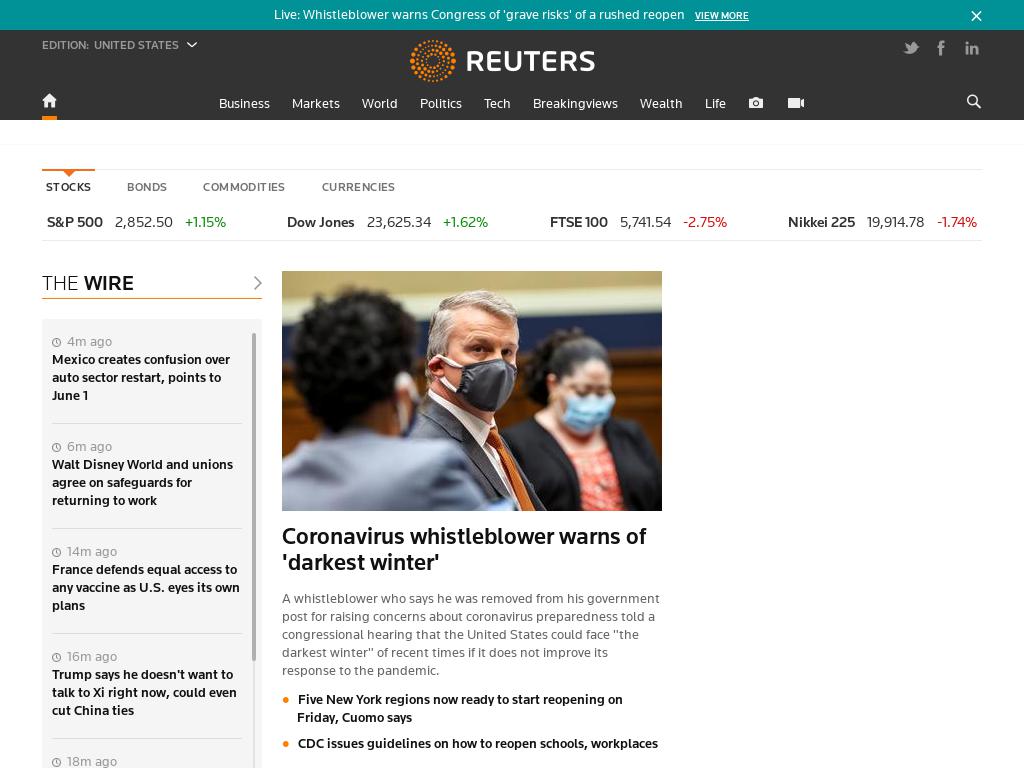 Live: Whistleblower warns Congress of 'grave risks' of a rushed reopen VIEW MORE
EDITION: UNITED STATES
REUTERS
Business Markets World Politics Tech Breakingviews Wealth Life
STOCKS BONDS COMMODITIES CURRENCIES
S&P 500 2,852.50 +1.15% Dow Jones 23,625.34 +1.62% FTSE 100 5,741.54 -2.75% Nikkei 225 19,914.78 -1.74%
THE WIRE
4m ago
Mexico creates confusion over
auto sector restart, points to
June 1
6m ago
Walt Disney World and unions
agree on safeguards for
returning to work
14m ago
France defends equal access to
any vaccine as U.S. eyes its own
plans
16m ago
Trump says he doesn't want to
talk to Xi right now, could even
cut China ties
18m ago
Coronavirus whistleblower warns of
'darkest winter'
A whistleblower who says he was removed from his government
post for raising concerns about coronavirus preparedness told a
congressional hearing that the United States could face "the
darkest winter" of recent times if it does not improve its
response to the pandemic.
Five New York regions now ready to start reopening on
Friday, Cuomo says
CDC issues guidelines on how to reopen schools, workplaces